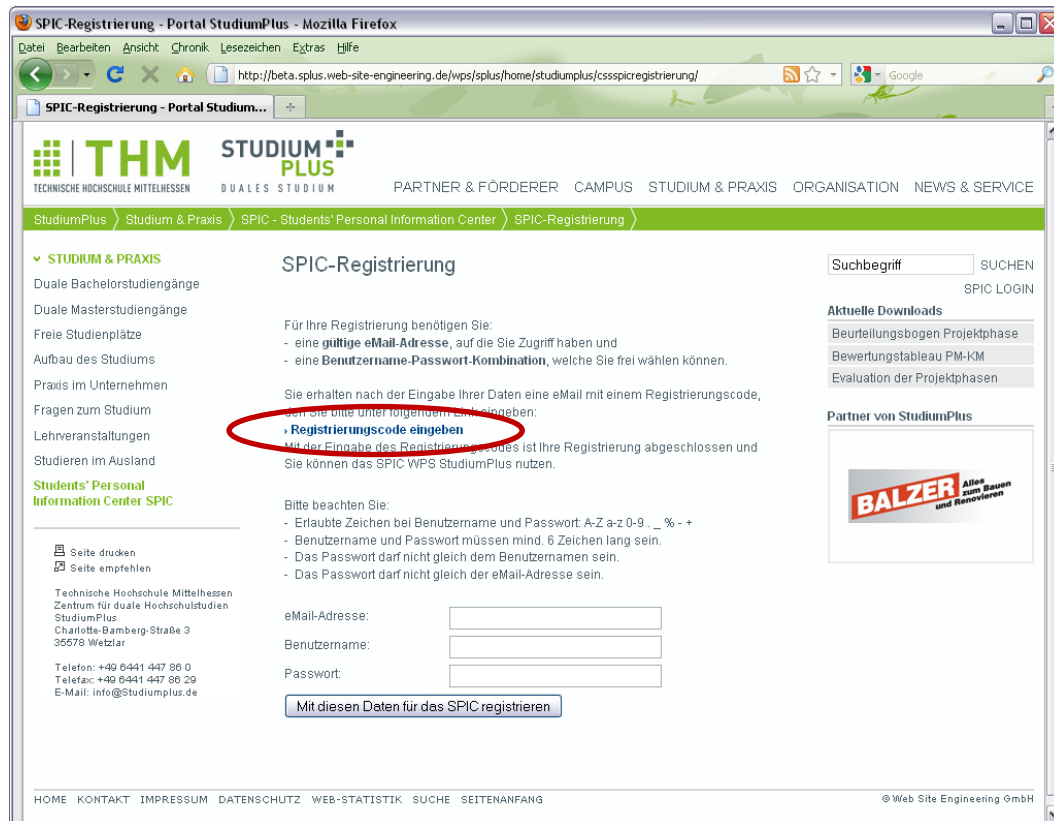 SPIC-Registrierung - Portal StudiumPlus - Mozilla Firefox
Datei Bearbeiten Ansicht Chronik Lesezeichen Extras Hilfe
http://beta.splus.web-site-engineering.de/wps/splus/home/studiumplus/cssspicregistrierung/
Google
SPIC-Registrierung - Portal Studium...
THM
TECHNISCHE HOCHSCHULE MITTELHESSEN
STUDIUM
PLUS
DUALES STUDIUM
PARTNER & FÖRDERER CAMPUS STUDIUM & PRAXIS ORGANISATION NEWS & SERVICE
StudiumPlus Studium & Praxis SPIC - Students' Personal Information Center SPIC-Registrierung
STUDIUM & PRAXIS
Duale Bachelorstudiengänge
Duale Masterstudiengänge
Freie Studienplätze
Aufbau des Studiums
Praxis im Unternehmen
Fragen zum Studium
Lehrveranstaltungen
Studieren im Ausland
Students' Personal
Information Center SPIC
Seite drucken
Seite empfehlen
Technische Hochschule Mittelhessen
Zentrum für duale Hochschulstudien
StudiumPlus
Charlotte-Bamberg-Straße 3
35578 Wetzlar
Telefon: +49 6441 447 86 0
Telefax: +49 6441 447 86 29
E-Mail: info@Studiumplus.de
SPIC-Registrierung
Für Ihre Registrierung benötigen Sie:
- eine gültige eMail-Adresse, auf die Sie Zugriff haben und
- eine Benutzername-Passwort-Kombination, welche Sie frei wählen können.
Sie erhalten nach der Eingabe Ihrer Daten eine eMail mit einem Registrierungscode,
den Sie bitte unter folgendem Link eingeben:
› Registrierungscode eingeben
Mit der Eingabe des Registrierungscodes ist Ihre Registrierung abgeschlossen und
Sie können das SPIC WPS StudiumPlus nutzen.
Bitte beachten Sie:
- Erlaubte Zeichen bei Benutzername und Passwort: A-Z a-z 0-9 . _ % - +
- Benutzername und Passwort müssen mind. 6 Zeichen lang sein.
- Das Passwort darf nicht gleich dem Benutzernamen sein.
- Das Passwort darf nicht gleich der eMail-Adresse sein.
eMail-Adresse:
Benutzername:
Passwort:
Mit diesen Daten für das SPIC registrieren
Suchbegriff SUCHEN
SPIC LOGIN
Aktuelle Downloads
Beurteilungsbogen Projektphase
Bewertungstableau PM-KM
Evaluation der Projektphasen
Partner von StudiumPlus
BALZER Alles
zum Bauen
und Renovieren
HOME KONTAKT IMPRESSUM DATENSCHUTZ WEB-STATISTIK SUCHE SEITENANFANG
© Web Site Engineering GmbH